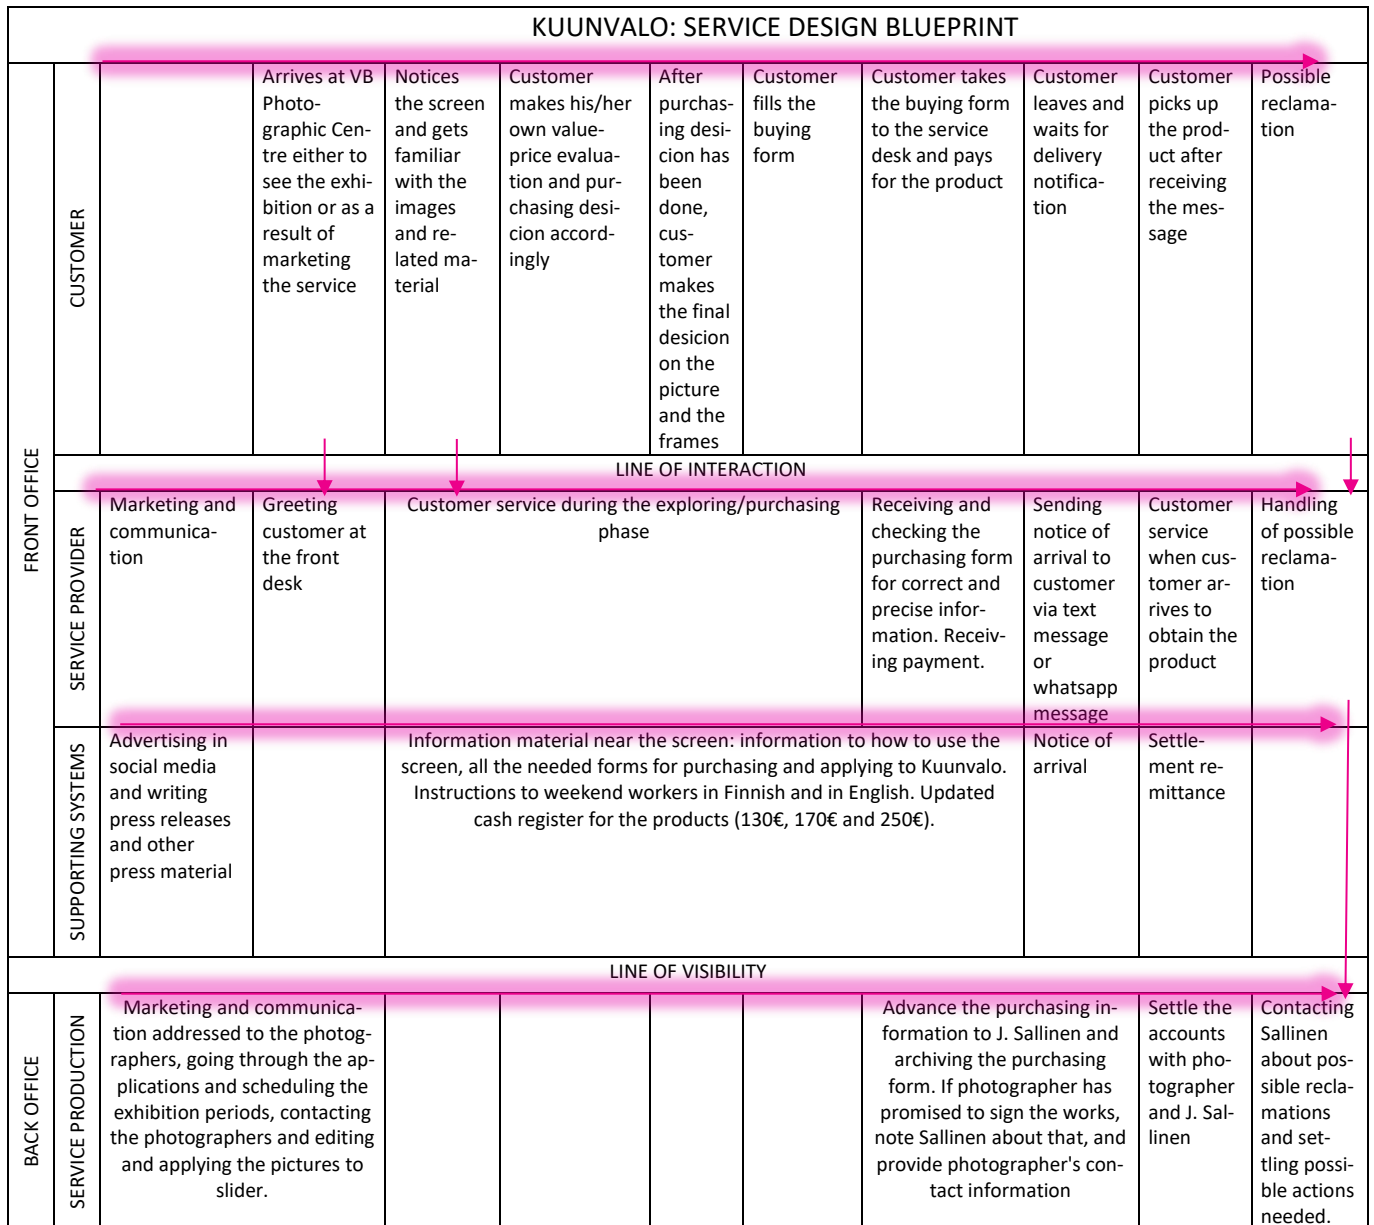 KUUNVALO: SERVICE DESIGN BLUEPRINT
FRONT OFFICE
CUSTOMER
Arrives at VB
Photo-
graphic Cen-
tre either to
see the exhi-
bition or as a
result of
marketing
the service
Notices
the screen
and gets
familiar
with the
images
and re-
lated ma-
terial
Customer
makes his/her
own value-
price evalua-
tion and pur-
chasing desi-
cion accord-
ingly
After
purchas-
ing desi-
cion has
been
done,
cus-
tomer
makes
the final
desicion
on the
picture
and the
frames
Customer
fills the
buying
form
Customer takes
the buying form
to the service
desk and pays
for the product
Customer
leaves and
waits for
delivery
notifica-
tion
Customer
picks up
the prod-
uct after
receiving
the mes-
sage
Possible
reclama-
tion
LINE OF INTERACTION
SERVICE PROVIDER
Marketing and
communica-
tion
Greeting
customer at
the front
desk
Customer service during the exploring/purchasing
phase
Receiving and
checking the
purchasing form
for correct and
precise infor-
mation. Receiv-
ing payment.
Sending
notice of
arrival to
customer
via text
message
or
whatsapp
message
Customer
service
when cus-
tomer ar-
rives to
obtain the
product
Handling
of possible
reclama-
tion
SUPPORTING SYSTEMS
Advertising in
social media
and writing
press releases
and other
press material
Information material near the screen: information to how to use the
screen, all the needed forms for purchasing and applying to Kuunvalo.
Instructions to weekend workers in Finnish and in English. Updated
cash register for the products (130€, 170€ and 250€).
Notice of
arrival
Settle-
ment re-
mittance
LINE OF VISIBILITY
BACK OFFICE
SERVICE PRODUCTION
Marketing and communica-
tion addressed to the photog-
raphers, going through the ap-
plications and scheduling the
exhibition periods, contacting
the photographers and editing
and applying the pictures to
slider.
Advance the purchasing in-
formation to J. Sallinen and
archiving the purchasing
form. If photographer has
promised to sign the works,
note Sallinen about that, and
provide photographer's con-
tact information
Settle the
accounts
with pho-
tographer
and J. Sal-
linen
Contacting
Sallinen
about pos-
sible recla-
mations
and set-
tling possi-
ble actions
needed.